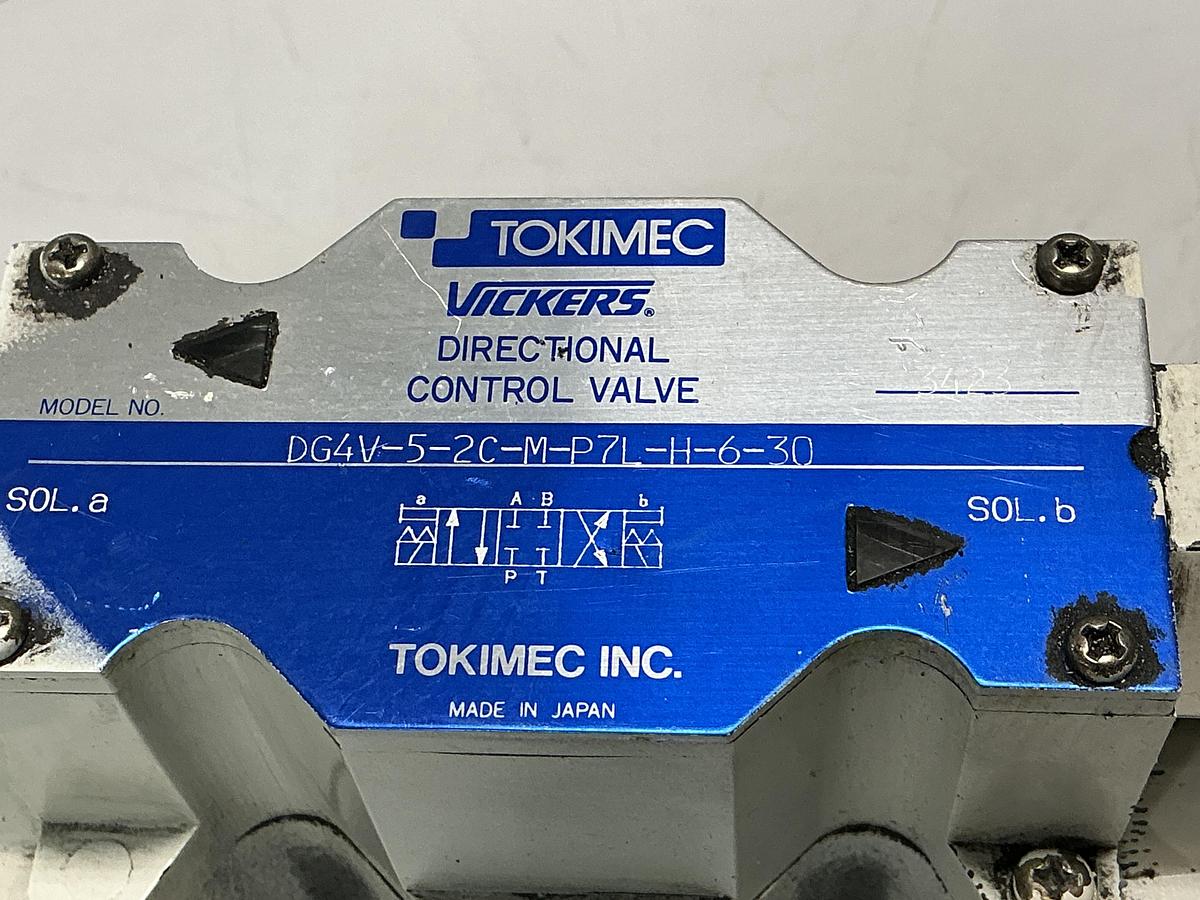 TOKIMEC
VICKERS®
DIRECTIONAL
CONTROL VALVE
3423
MODEL NO.
DG4V-5-2C-M-P7L-H-6-30
SOL.a
SOL.b
a A B b
P T
TOKIMEC INC.
MADE IN JAPAN